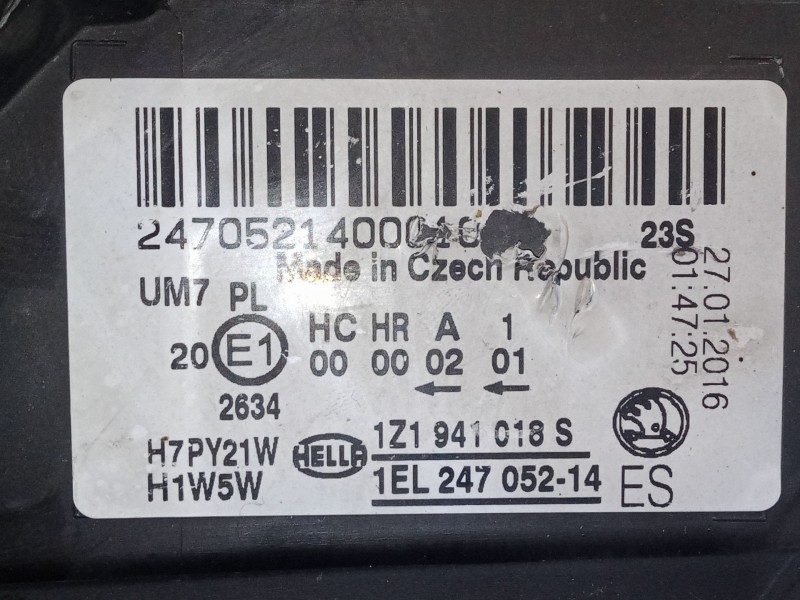 2470521400010 23S
Made in Czech Republic
27.01.2016
01:47:25
UM7 PL
20 E1
2634
HC HR A 1
00 00 02 01
H7PY21W
H1W5W
HELLA
1Z1 941 018 S
1EL 247 052-14
ES